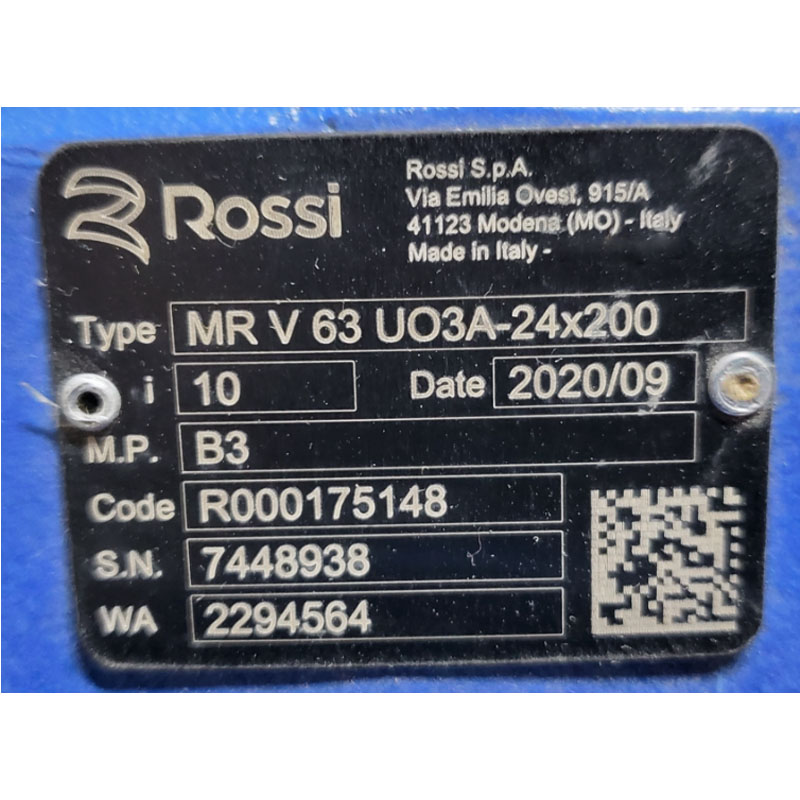 Rossi
Rossi S.p.A.
Via Emilia Ovest, 915/A
41123 Modena (MO) - Italy
Made in Italy -
Type MR V 63 UO3A-24x200
i 10 Date 2020/09
M.P. B3
Code R000175148
S.N. 7448938
WA 2294564